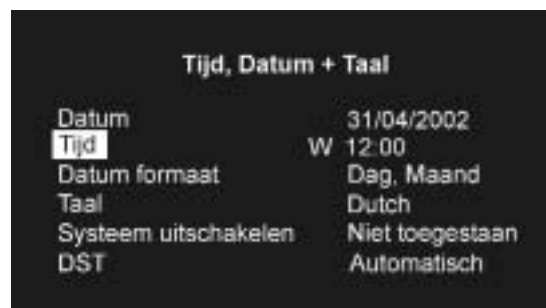 Tijd, Datum + Taal
Datum 31/04/2002
Tijd W 12:00
Datum formaat Dag, Maand
Taal Dutch
Systeem uitschakelen Niet toegestaan
DST Automatisch